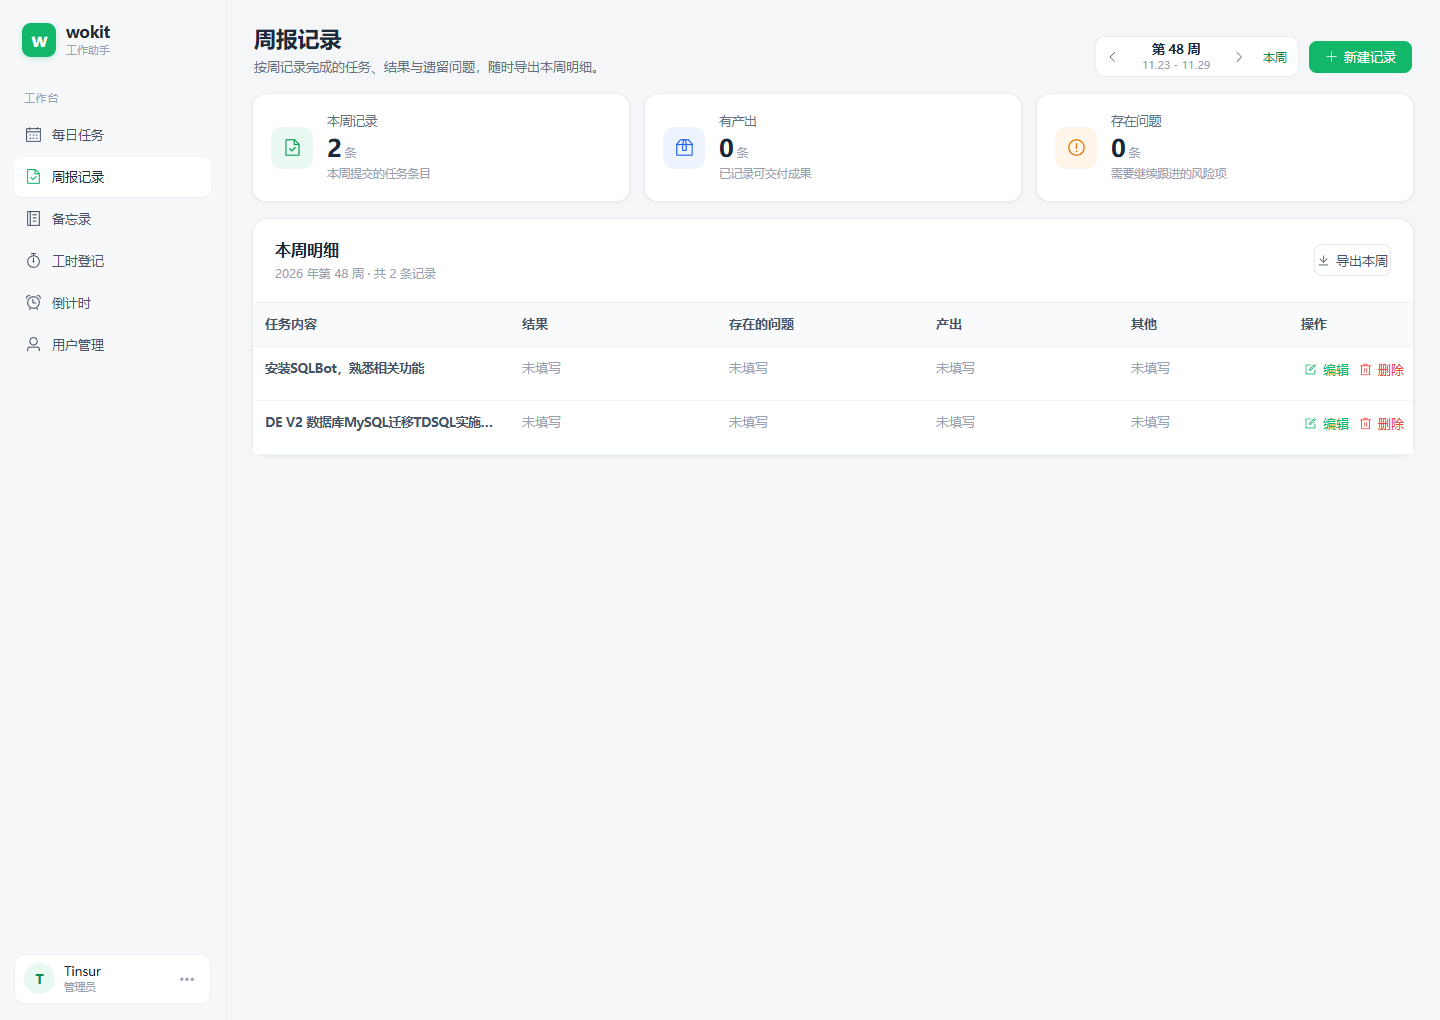 w
wokit
工作助手
工作台
每日任务
周报记录
备忘录
工时登记
倒计时
用户管理
T
Tinsur
管理员
周报记录
按周记录完成的任务、结果与遗留问题，随时导出本周明细。
第 48 周
11.23 - 11.29
本周
新建记录
本周记录
2 条
本周提交的任务条目
有产出
0 条
已记录可交付成果
存在问题
0 条
需要继续跟进的风险项
本周明细
2026 年第 48 周 · 共 2 条记录
导出本周
任务内容 结果 存在的问题 产出 其他 操作
安装SQLBot，熟悉相关功能 未填写 未填写 未填写 未填写 编辑 删除
DE V2 数据库MySQL迁移TDSQL实施... 未填写 未填写 未填写 未填写 编辑 删除